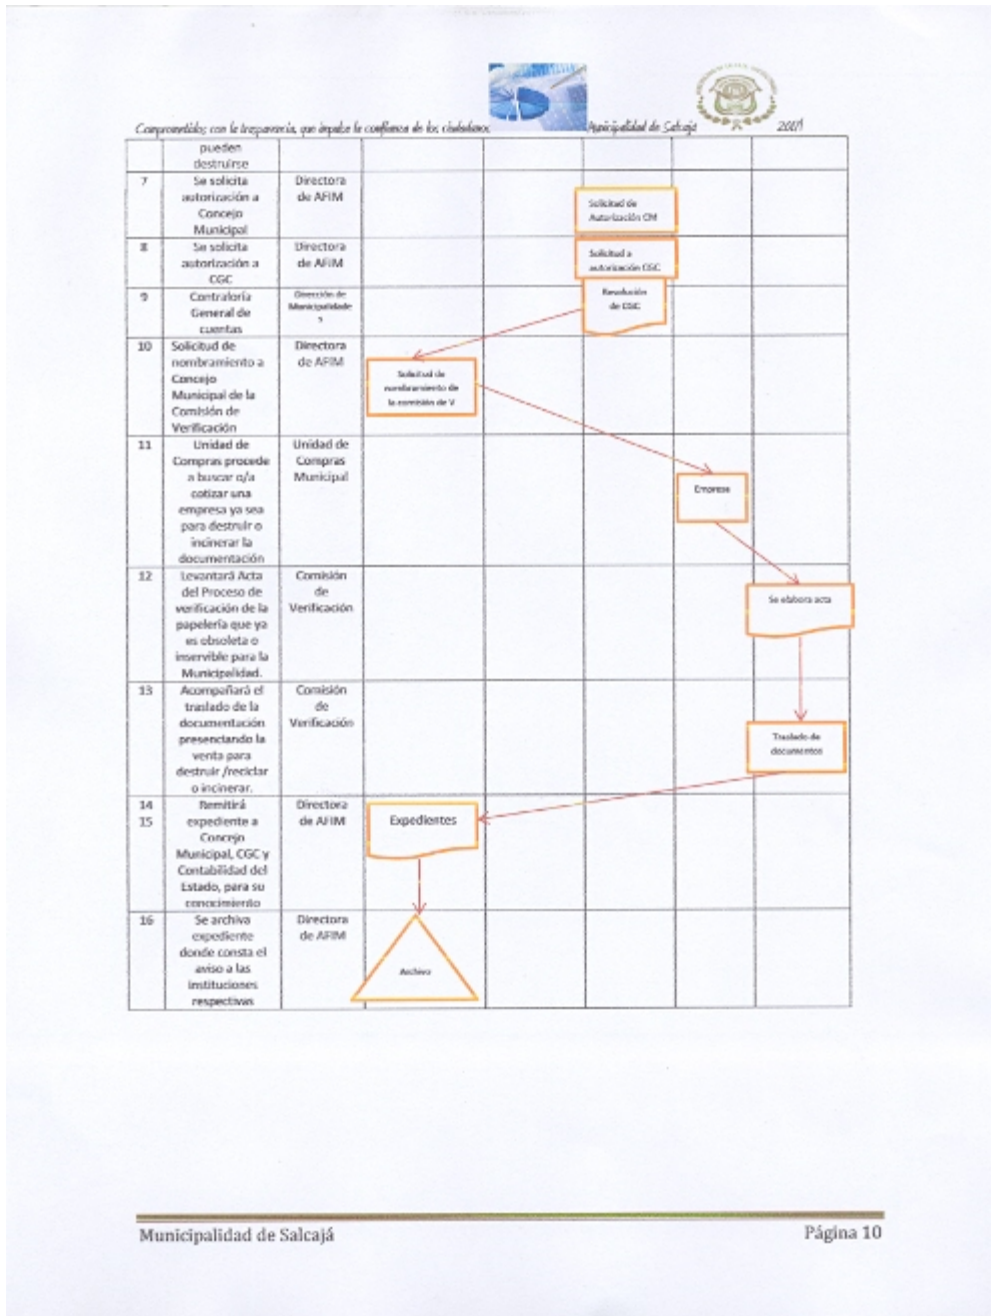 Comprometidos con la trasparencia, que impulsa la confianza de los ciudadanos
Municipalidad de Salcajá
pueden
destruirse
7
Se solicita
autorización a
Concejo
Municipal
Directora
de AFIM
Solicitud de
Autorización CM
8
Se solicita
autorización a
CGC
Directora
de AFIM
Solicitud a
autorización CGC
9
Contraloría
General de
cuentas
Dirección de
Municipalidade
s
Resolución
de CGC
10
Solicitud de
nombramiento a
Concejo
Municipal de la
Comisión de
Verificación
Directora
de AFIM
Solicitud de
nombramiento de
la comisión de V
11
Unidad de
Compras procede
a buscar o/a
cotizar una
empresa ya sea
para destruir o
incinerar la
documentación
Unidad de
Compras
Municipal
Empresa
12
Levantará Acta
del Proceso de
verificación de la
papelería que ya
es obsoleta o
inservible para la
Municipalidad.
Comisión
de
Verificación
Se elabora acta
13
Acompañará el
traslado de la
documentación
presenciando la
venta para
destruir /reciclar
o incinerar.
Comisión
de
Verificación
Traslado de
documentos
14
15
Remitirá
expediente a
Concejo
Municipal, CGC y
Contabilidad del
Estado, para su
conocimiento
Directora
de AFIM
Expedientes
16
Se archiva
expediente
donde consta el
aviso a las
instituciones
respectivas
Directora
de AFIM
Archivo
Municipalidad de Salcajá
Página 10